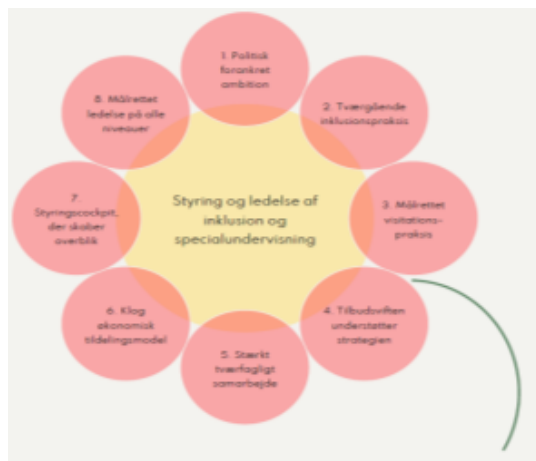 1. Politisk
forankret
ambition
2. Tværgående
inklusionspraksis
3. Målrettet
visitations-
praksis
4. Tilbudsviften
understøtter
strategien
5. Stærkt
tværfagligt
samarbejde
6. Klog
økonomisk
tildelingsmodel
7.
Styringscockpit,
der skaber
overblik
8. Målrettet
ledelse på alle
niveauer
Styring og ledelse af
inklusion og
specialundervisning